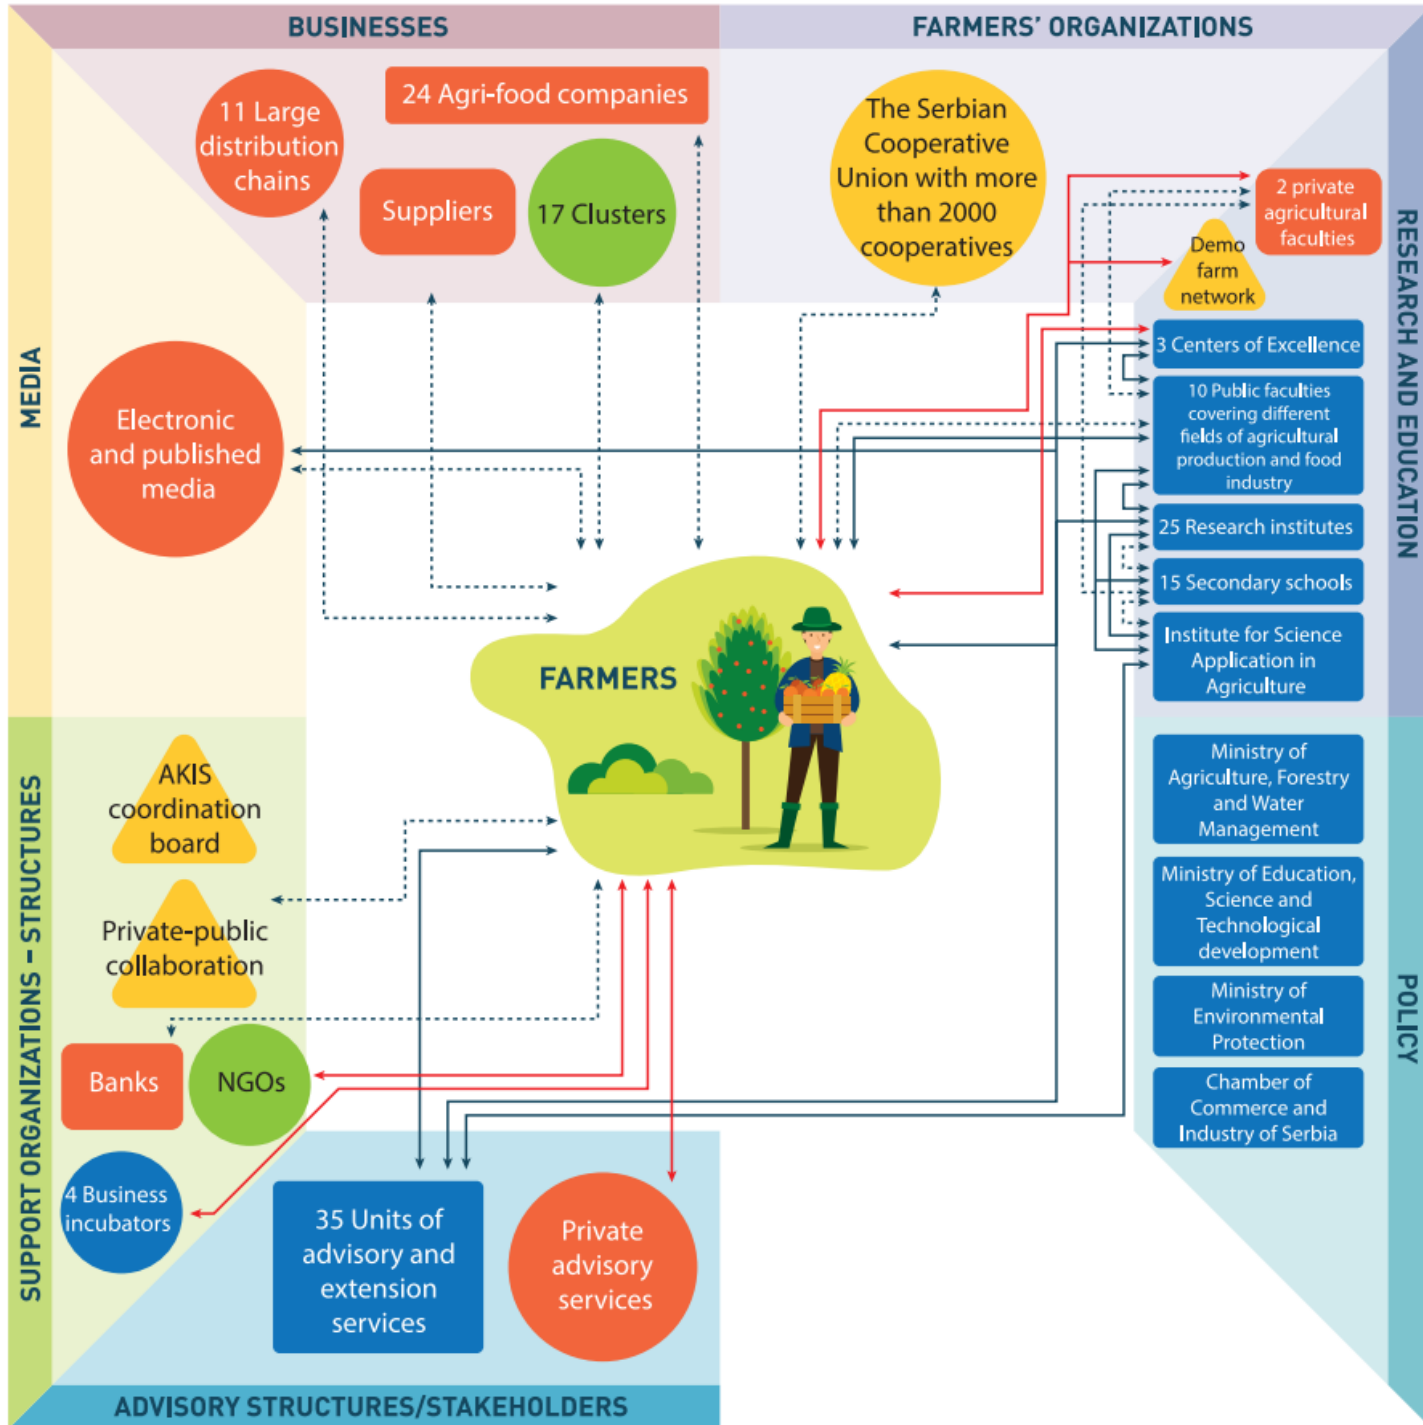 BUSINESSES
FARMERS' ORGANIZATIONS
11 Large
distribution
chains
24 Agri-food companies
Suppliers
17 Clusters
The Serbian
Cooperative
Union with more
than 2000
cooperatives
2 private
agricultural
faculties
Demo
farm
network
3 Centers of Excellence
10 Public faculties
covering different
fields of agricultural
production and food
industry
25 Research institutes
15 Secondary schools
Institute for Science
Application in
Agriculture
RESEARCH AND EDUCATION
MEDIA
Electronic
and published
media
FARMERS
SUPPORT ORGANIZATIONS – STRUCTURES
AKIS
coordination
board
Private-public
collaboration
Banks
NGOs
4 Business
incubators
Ministry of
Agriculture, Forestry
and Water
Management
Ministry of Education,
Science and
Technological
development
Ministry of
Environmental
Protection
Chamber of
Commerce and
Industry of Serbia
POLICY
35 Units of
advisory and
extension
services
Private
advisory
services
ADVISORY STRUCTURES/STAKEHOLDERS